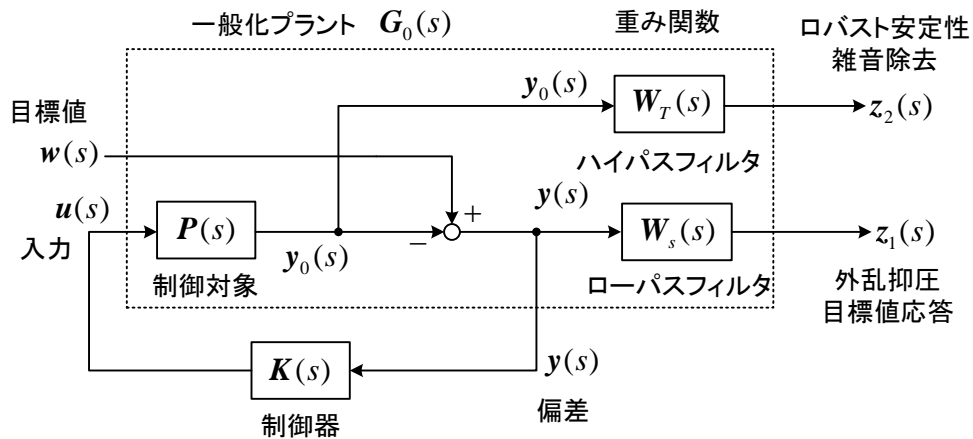 一般化プラント G₀(s)
重み関数
ロバスト安定性
雑音除去
y₀(s)
W_T(s)
z₂(s)
目標値
w(s)
ハイパスフィルタ
u(s)
入力
P(s)
制御対象
y₀(s)
−
+
y(s)
W_s(s)
ローパスフィルタ
z₁(s)
外乱抑圧
目標値応答
K(s)
制御器
y(s)
偏差